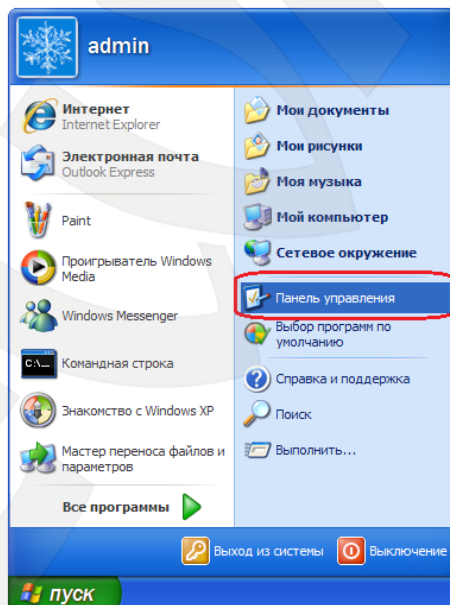 admin
Интернет
Internet Explorer
Электронная почта
Outlook Express
Paint
Проигрыватель Windows
Media
Windows Messenger
Командная строка
Знакомство с Windows XP
Мастер переноса файлов и
параметров
Все программы
Мои документы
Мои рисунки
Моя музыка
Мой компьютер
Сетевое окружение
Панель управления
Выбор программ по
умолчанию
Справка и поддержка
Поиск
Выполнить...
Выход из системы
Выключение
пуск